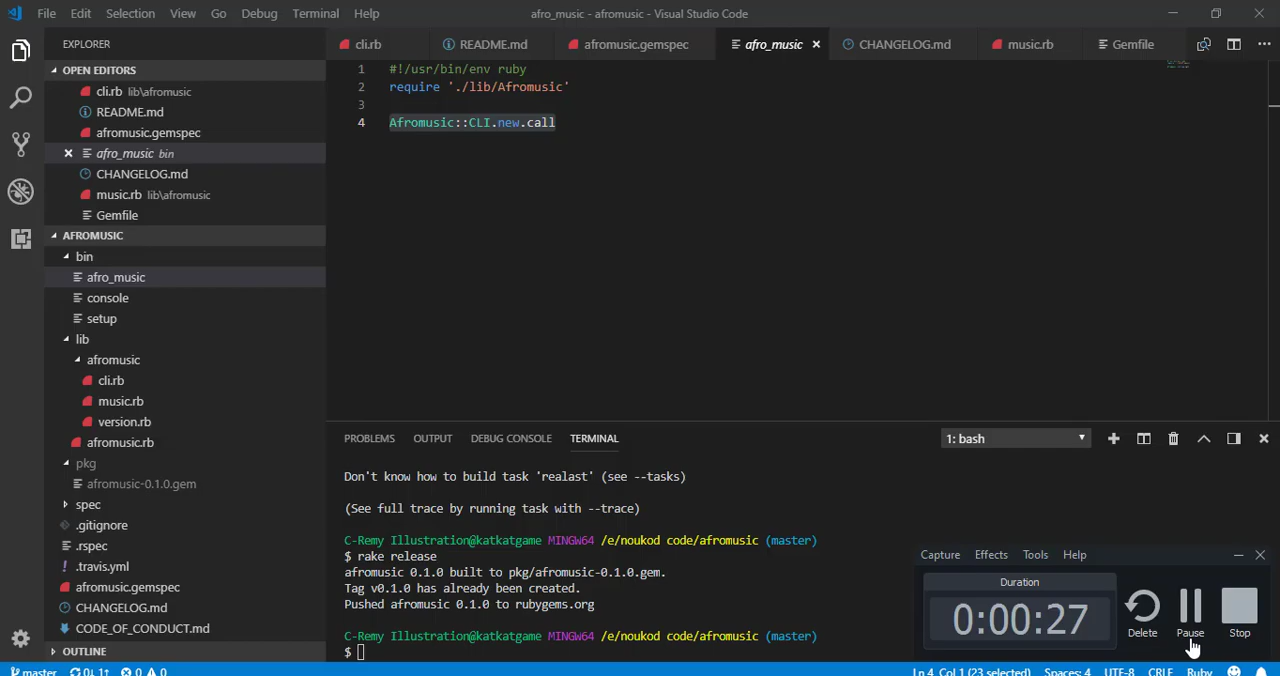 File Edit Selection View Go Debug Terminal Help afro_music - afromusic - Visual Studio Code
EXPLORER
OPEN EDITORS
cli.rb lib\afromusic
README.md
afromusic.gemspec
afro_music bin
CHANGELOG.md
music.rb lib\afromusic
Gemfile
AFROMUSIC
bin
afro_music
console
setup
lib
afromusic
cli.rb
music.rb
version.rb
afromusic.rb
pkg
afromusic-0.1.0.gem
spec
.gitignore
.rspec
.travis.yml
afromusic.gemspec
CHANGELOG.md
CODE_OF_CONDUCT.md
OUTLINE
cli.rb README.md afromusic.gemspec afro_music CHANGELOG.md music.rb Gemfile
1 #!/usr/bin/env ruby
2 require './lib/Afromusic'
3
4 Afromusic::CLI.new.call
PROBLEMS OUTPUT DEBUG CONSOLE TERMINAL 1: bash
Don't know how to build task 'realast' (see --tasks)
(See full trace by running task with --trace)
C-Remy Illustration@katkatgame MINGW64 /e/noukod code/afromusic (master)
$ rake release
afromusic 0.1.0 built to pkg/afromusic-0.1.0.gem.
Tag v0.1.0 has already been created.
Pushed afromusic 0.1.0 to rubygems.org
C-Remy Illustration@katkatgame MINGW64 /e/noukod code/afromusic (master)
$
Capture Effects Tools Help
Duration
0:00:27
Delete Pause Stop
master 0↓ 1↑ 0 0 Ln 4, Col 1 (23 selected) Spaces: 4 UTF-8 CRLF Ruby